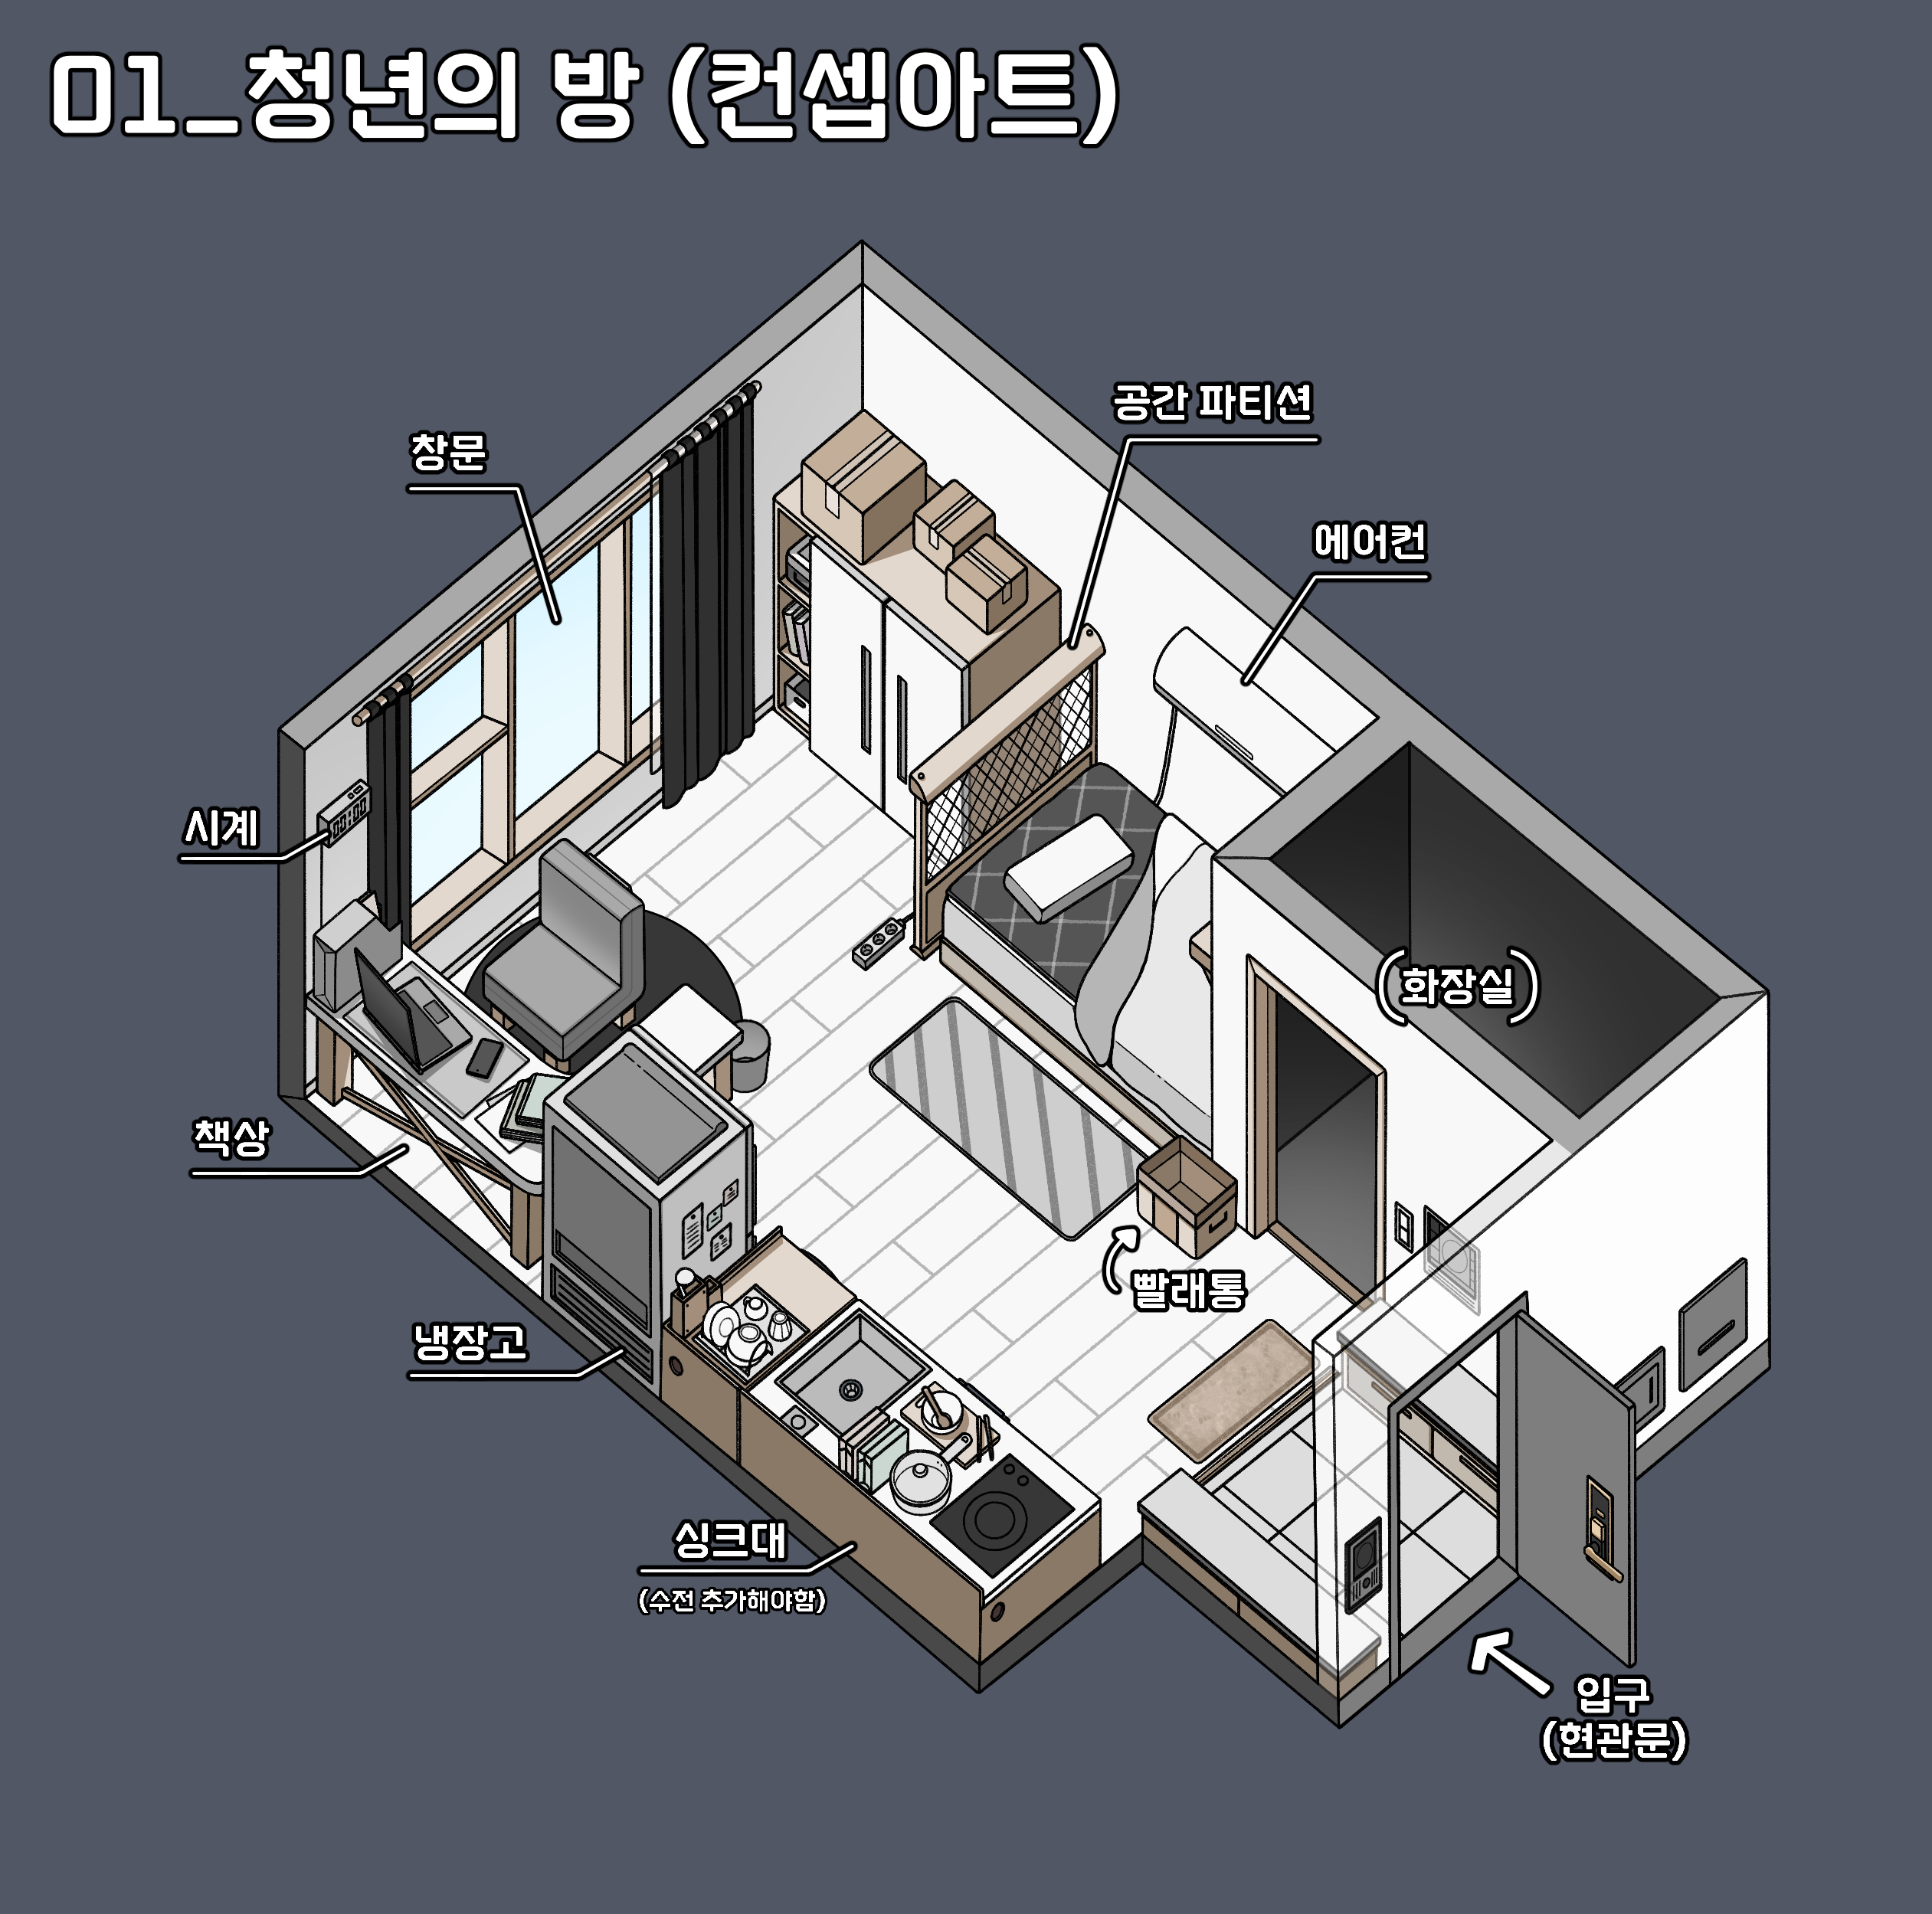 01_청년의 방 (컨셉아트)
공간 파티션
창문
에어컨
시계
00:00
(화장실)
책상
빨래통
냉장고
싱크대
(수전 추가해야함)
입구
(현관문)